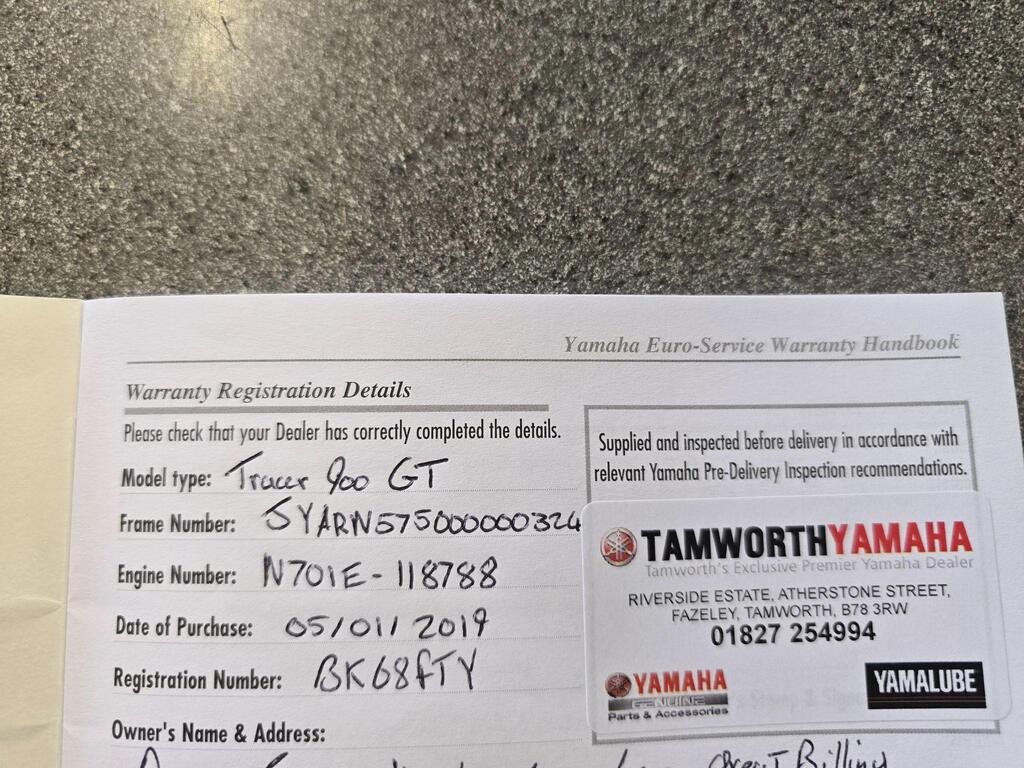 Yamaha Euro-Service Warranty Handbook
Warranty Registration Details
Please check that your Dealer has correctly completed the details.
Model type: Tracer 900 GT
Frame Number: JYARN575000000324
Engine Number: N701E-118788
Date of Purchase: 05/01/2019
Registration Number: BK68FTY
Owner's Name & Address:
Great Billing
Supplied and inspected before delivery in accordance with
relevant Yamaha Pre-Delivery Inspection recommendations.
TAMWORTHYAMAHA
Tamworth's Exclusive Premier Yamaha Dealer
RIVERSIDE ESTATE, ATHERSTONE STREET,
FAZELEY, TAMWORTH, B78 3RW
01827 254994
YAMAHA
GENUINE
Parts & Accessories
YAMALUBE